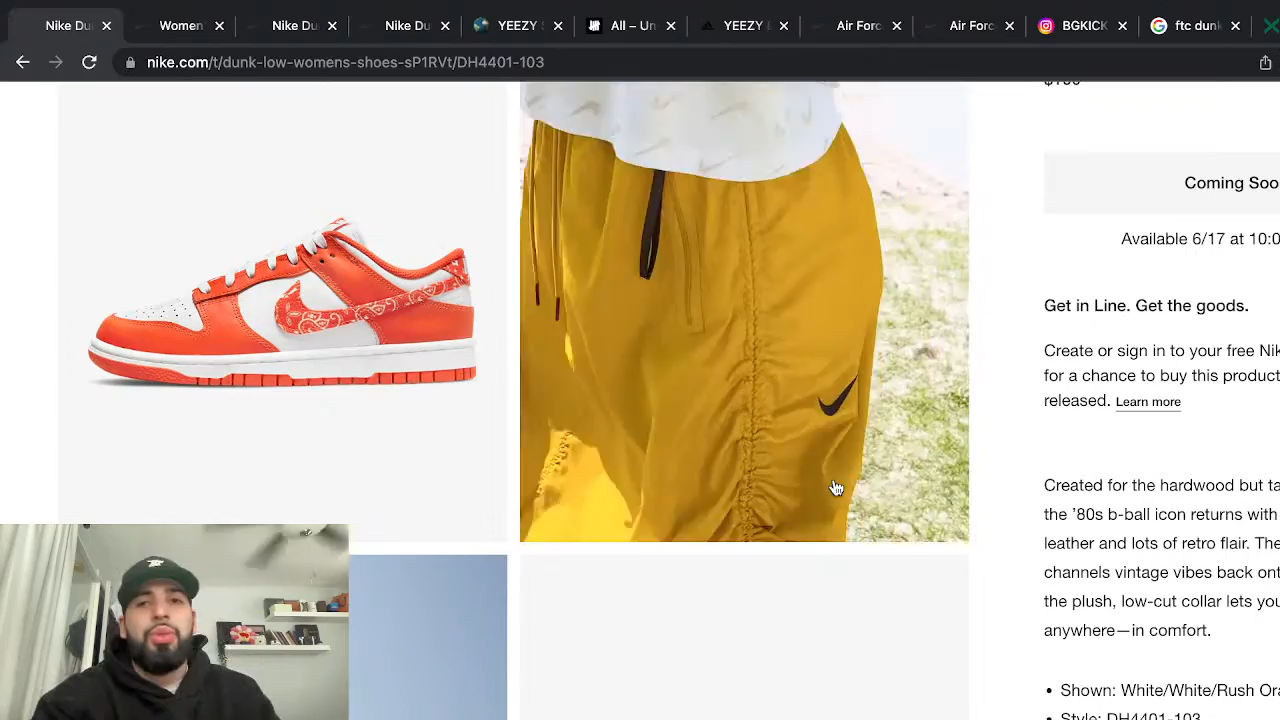 Nike Du
Women
Nike Du
Nike Du
YEEZY
All – Un
YEEZY
Air Forc
Air Forc
BGKICK
ftc dunk
nike.com/t/dunk-low-womens-shoes-sP1RVt/DH4401-103
Coming Soo
Available 6/17 at 10:0
Get in Line. Get the goods.
Create or sign in to your free Nik
for a chance to buy this product
released. Learn more
Created for the hardwood but ta
the '80s b-ball icon returns with
leather and lots of retro flair. The
channels vintage vibes back ont
the plush, low-cut collar lets you
anywhere—in comfort.
• Shown: White/White/Rush Ora
• Style: DH4401-103